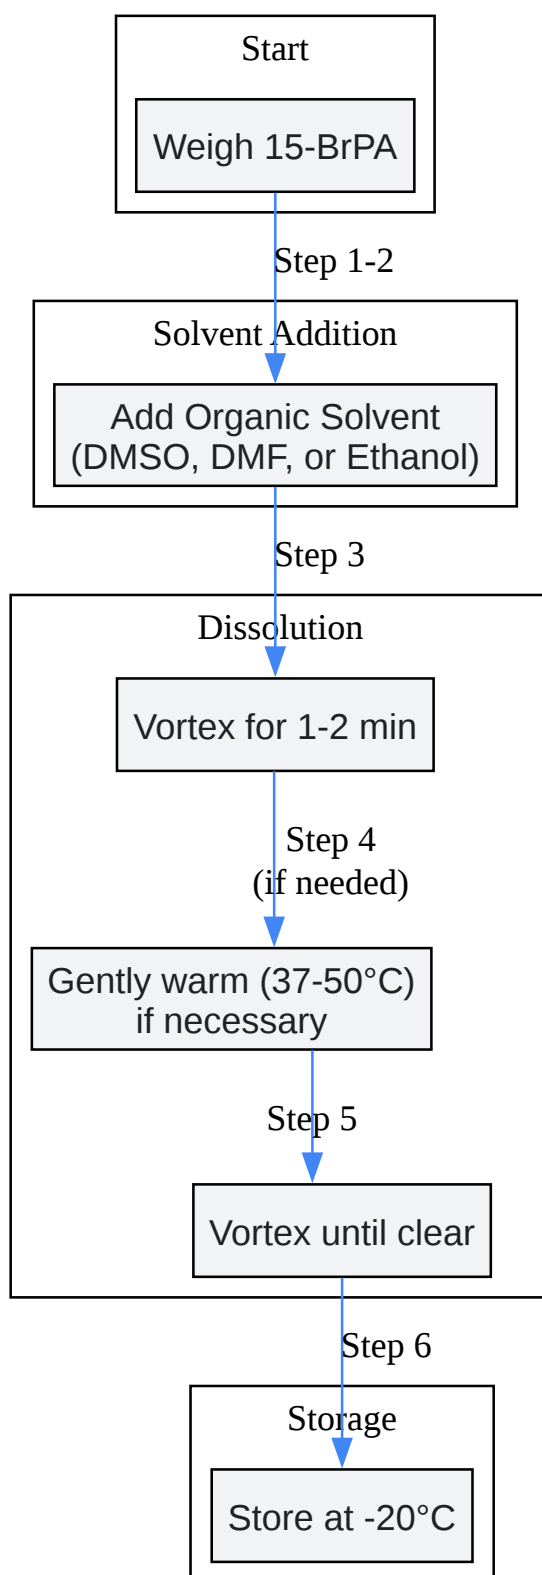 Start
Weigh 15-BrPA
Step 1-2
Solvent Addition
Add Organic Solvent
(DMSO, DMF, or Ethanol)
Step 3
Dissolution
Vortex for 1-2 min
Step 4
(if needed)
Gently warm (37-50°C)
if necessary
Step 5
Vortex until clear
Step 6
Storage
Store at -20°C